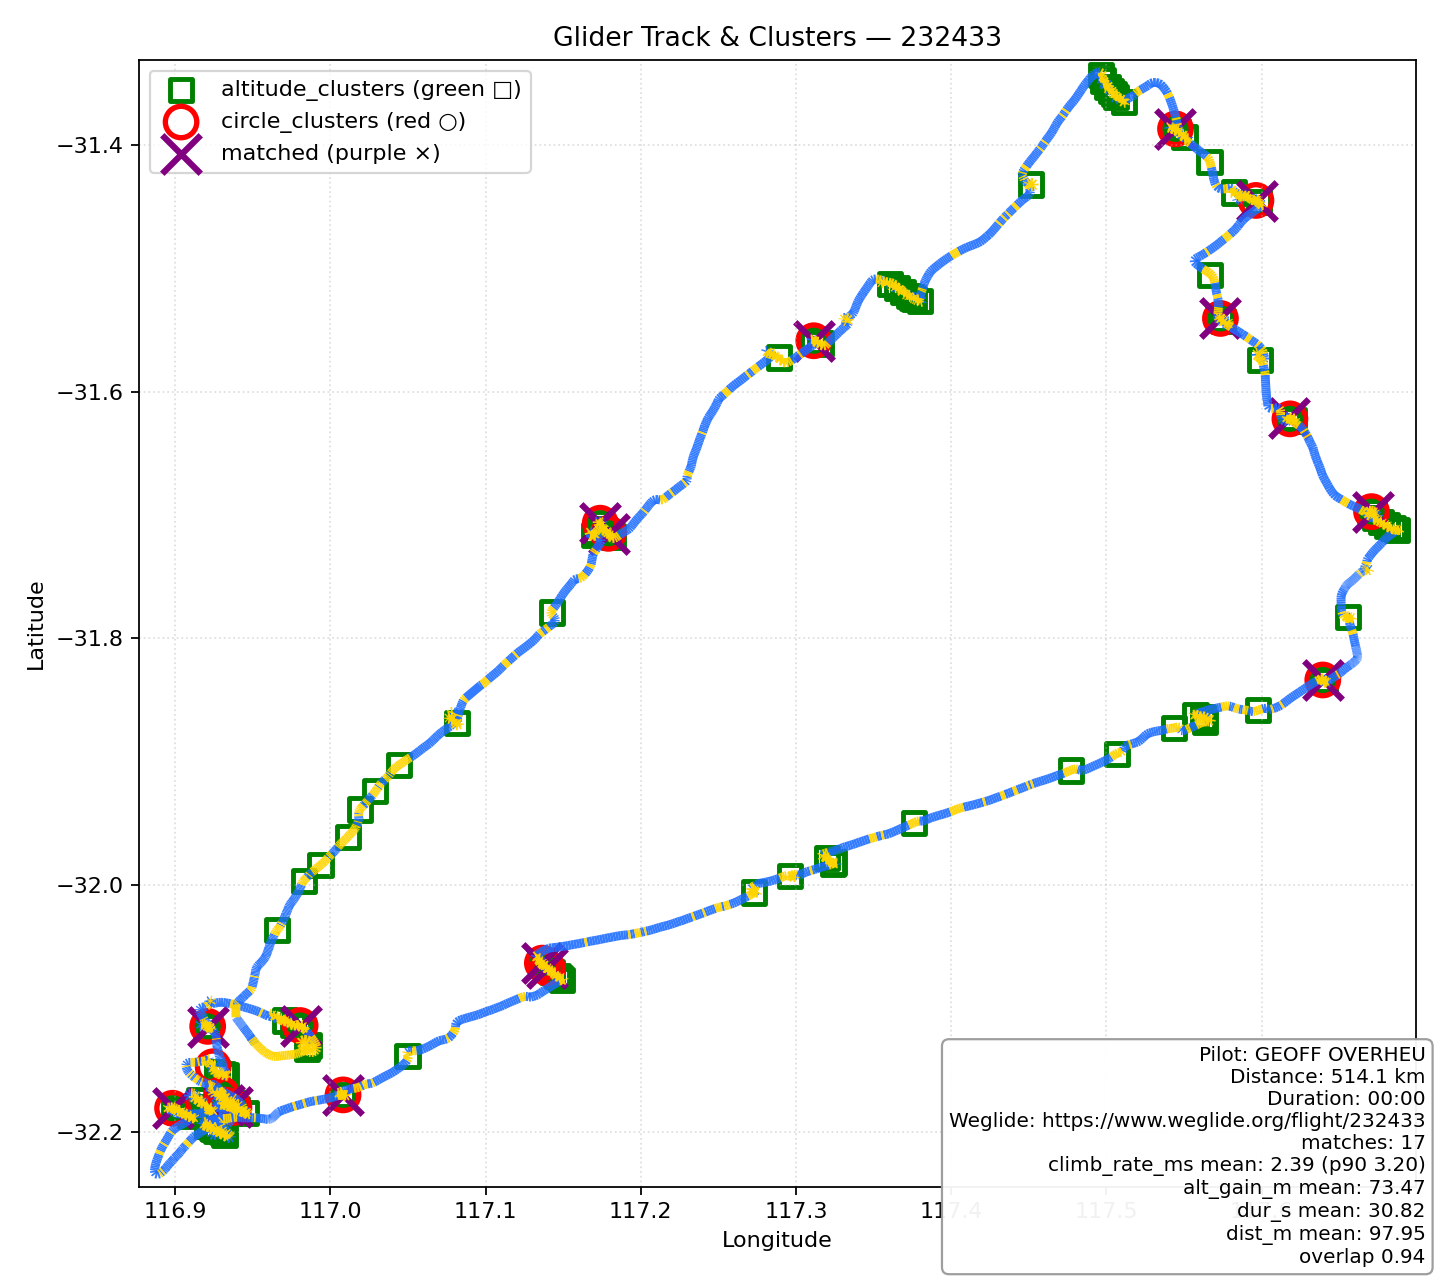 Glider Track & Clusters — 232433
altitude_clusters (green □)
circle_clusters (red ○)
matched (purple ×)
−31.4
−31.6
−31.8
−32.0
−32.2
Latitude
116.9 117.0 117.1 117.2 117.3 117.4 117.5
Longitude
Pilot: GEOFF OVERHEU
Distance: 514.1 km
Duration: 00:00
Weglide: https://www.weglide.org/flight/232433
matches: 17
climb_rate_ms mean: 2.39 (p90 3.20)
alt_gain_m mean: 73.47
dur_s mean: 30.82
dist_m mean: 97.95
overlap 0.94